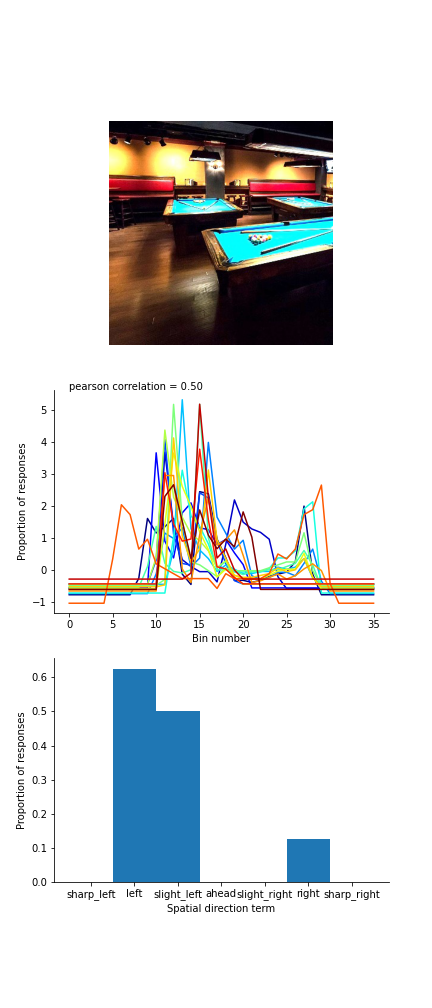 pearson correlation = 0.50
Proportion of responses
5
4
3
2
1
0
−1
0 5 10 15 20 25 30 35
Bin number
Proportion of responses
0.6
0.5
0.4
0.3
0.2
0.1
0.0
sharp_left left slight_left ahead slight_right right sharp_right
Spatial direction term